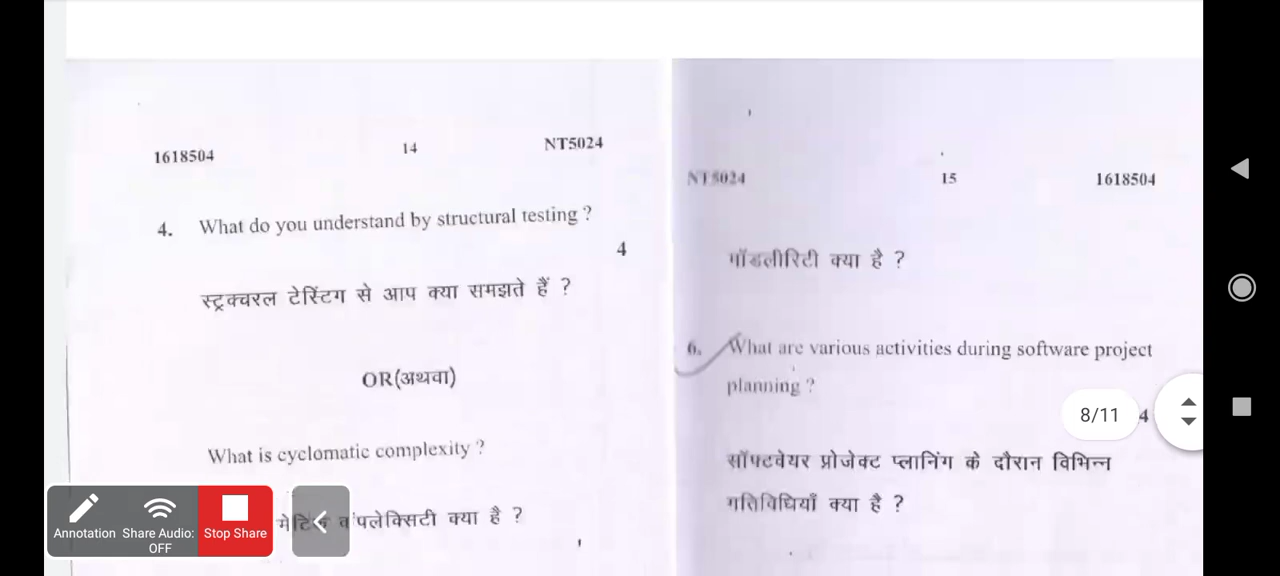 1618504 14 NT5024
4. What do you understand by structural testing ?
4
स्ट्रक्चरल टेस्टिंग से आप क्या समझते हैं ?
OR(अथवा)
What is cyclomatic complexity ?
कॉंपलेक्सिटी क्या है ?
NT5024 15 1618504
मॉडलीरिटी क्या है ?
6. What are various activities during software project
planning ?
4
सॉफ्टवेयर प्रोजेक्ट प्लानिंग के दौरान विभिन्न
गतिविधियाँ क्या है ?
8/11
Annotation
Share Audio:
OFF
Stop Share